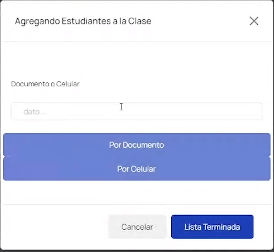 Agregando Estudiantes a la Clase
Documento o Celular
dato ...
Por Documento
Por Celular
Cancelar
Lista Terminada